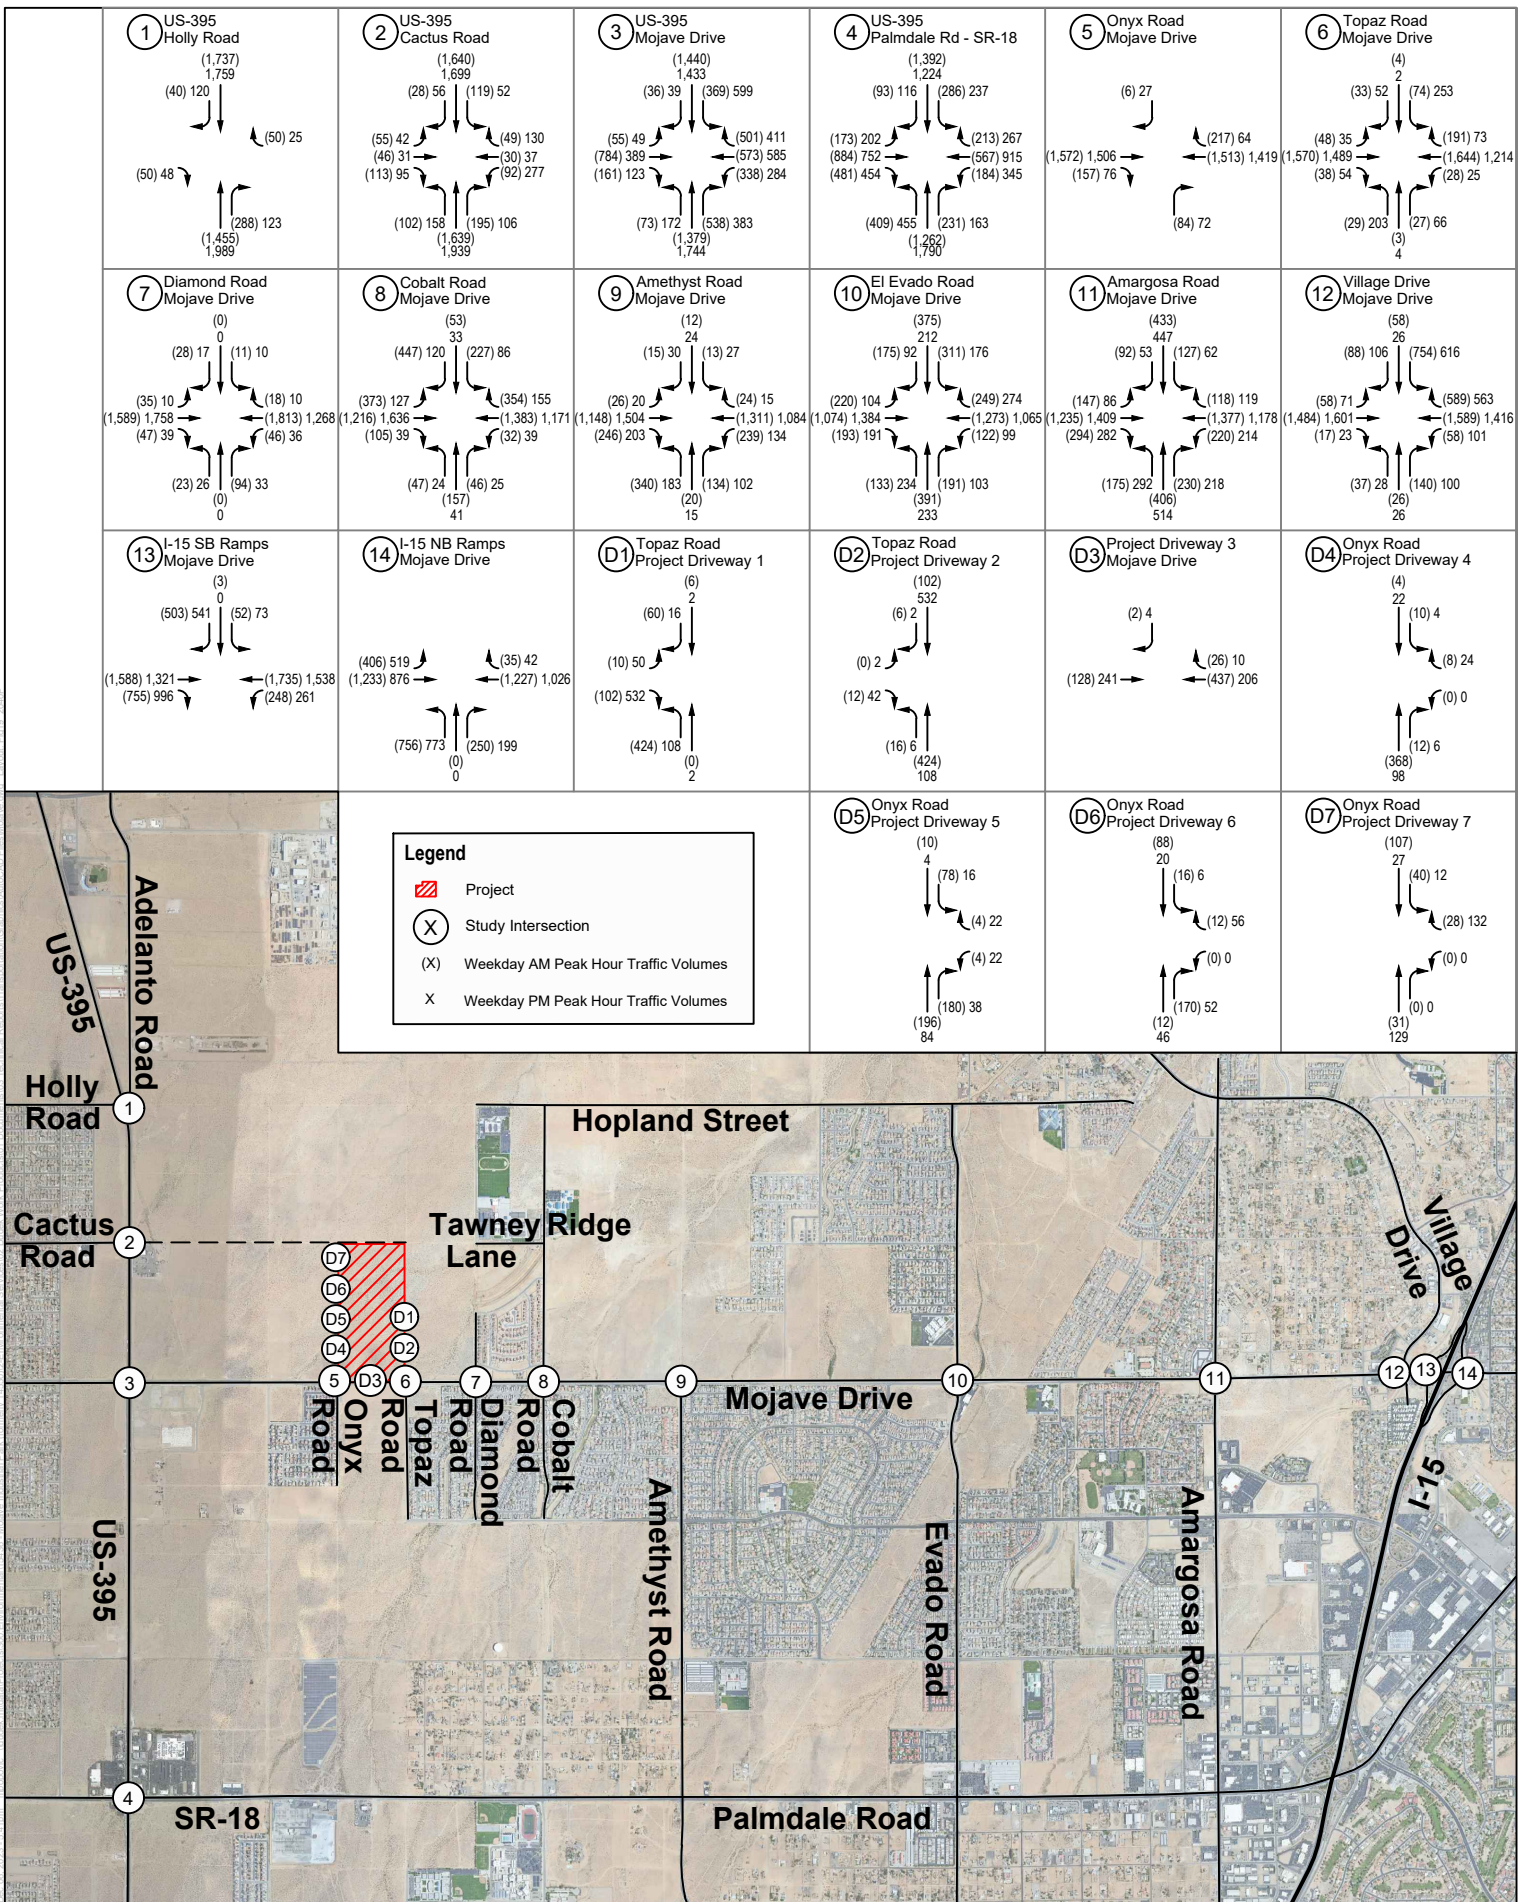 1
US-395
Holly Road
(1,737)
1,759
(40) 120
(50) 25
(50) 48
(288) 123
(1,455)
1,989
2
US-395
Cactus Road
(1,640)
1,699
(28) 56
(119) 52
(55) 42
(46) 31
(113) 95
(49) 130
(30) 37
(92) 277
(102) 158
(195) 106
(1,639)
1,939
3
US-395
Mojave Drive
(1,440)
1,433
(36) 39
(369) 599
(55) 49
(784) 389
(161) 123
(501) 411
(573) 585
(338) 284
(73) 172
(538) 383
(1,379)
1,744
4
US-395
Palmdale Rd - SR-18
(1,392)
1,224
(93) 116
(286) 237
(173) 202
(884) 752
(481) 454
(213) 267
(567) 915
(184) 345
(409) 455
(231) 163
(1,262)
1,790
5
Onyx Road
Mojave Drive
(6) 27
(1,572) 1,506
(157) 76
(217) 64
(1,513) 1,419
(84) 72
6
Topaz Road
Mojave Drive
(4)
2
(33) 52
(74) 253
(48) 35
(1,570) 1,489
(38) 54
(191) 73
(1,644) 1,214
(28) 25
(29) 203
(27) 66
(3)
4
7
Diamond Road
Mojave Drive
(0)
0
(28) 17
(11) 10
(35) 10
(1,589) 1,758
(47) 39
(18) 10
(1,813) 1,268
(46) 36
(23) 26
(94) 33
(0)
0
8
Cobalt Road
Mojave Drive
(53)
33
(447) 120
(227) 86
(373) 127
(1,216) 1,636
(105) 39
(354) 155
(1,383) 1,171
(32) 39
(47) 24
(46) 25
(157)
41
9
Amethyst Road
Mojave Drive
(12)
24
(15) 30
(13) 27
(26) 20
(1,148) 1,504
(246) 203
(24) 15
(1,311) 1,084
(239) 134
(340) 183
(134) 102
(20)
15
10
El Evado Road
Mojave Drive
(375)
212
(175) 92
(311) 176
(220) 104
(1,074) 1,384
(193) 191
(249) 274
(1,273) 1,065
(122) 99
(133) 234
(191) 103
(391)
233
11
Amargosa Road
Mojave Drive
(433)
447
(92) 53
(127) 62
(147) 86
(1,235) 1,409
(294) 282
(118) 119
(1,377) 1,178
(220) 214
(175) 292
(230) 218
(406)
514
12
Village Drive
Mojave Drive
(58)
26
(88) 106
(754) 616
(58) 71
(1,484) 1,601
(17) 23
(589) 563
(1,589) 1,416
(58) 101
(37) 28
(140) 100
(26)
26
13
I-15 SB Ramps
Mojave Drive
(3)
0
(503) 541
(52) 73
(1,588) 1,321
(755) 996
(1,735) 1,538
(248) 261
14
I-15 NB Ramps
Mojave Drive
(406) 519
(1,233) 876
(35) 42
(1,227) 1,026
(756) 773
(250) 199
(0)
0
D1
Topaz Road
Project Driveway 1
(6)
2
(60) 16
(10) 50
(102) 532
(424) 108
(0)
2
D2
Topaz Road
Project Driveway 2
(102)
532
(6) 2
(0) 2
(12) 42
(16) 6
(424)
108
D3
Project Driveway 3
Mojave Drive
(2) 4
(128) 241
(26) 10
(437) 206
D4
Onyx Road
Project Driveway 4
(4)
22
(10) 4
(8) 24
(0) 0
(12) 6
(368)
98
D5
Onyx Road
Project Driveway 5
(10)
4
(78) 16
(4) 22
(4) 22
(180) 38
(196)
84
D6
Onyx Road
Project Driveway 6
(88)
20
(16) 6
(12) 56
(0) 0
(170) 52
(12)
46
D7
Onyx Road
Project Driveway 7
(107)
27
(40) 12
(28) 132
(0) 0
(0) 0
(31)
129
Legend
Project
X
Study Intersection
(X)
Weekday AM Peak Hour Traffic Volumes
X
Weekday PM Peak Hour Traffic Volumes
US-395
Adelanto Road
Holly
Road
1
Hopland Street
Cactus
Road
2
Tawney Ridge
Lane
Village
Drive
D7
D6
D5
D4
D1
D2
3
5
D3
6
7
8
9
10
11
12
13
14
Mojave Drive
Onyx
Road
Topaz
Road
Diamond
Road
Cobalt
Road
I-15
US-395
Amethyst Road
Evado Road
Amargosa Road
4
SR-18
Palmdale Road